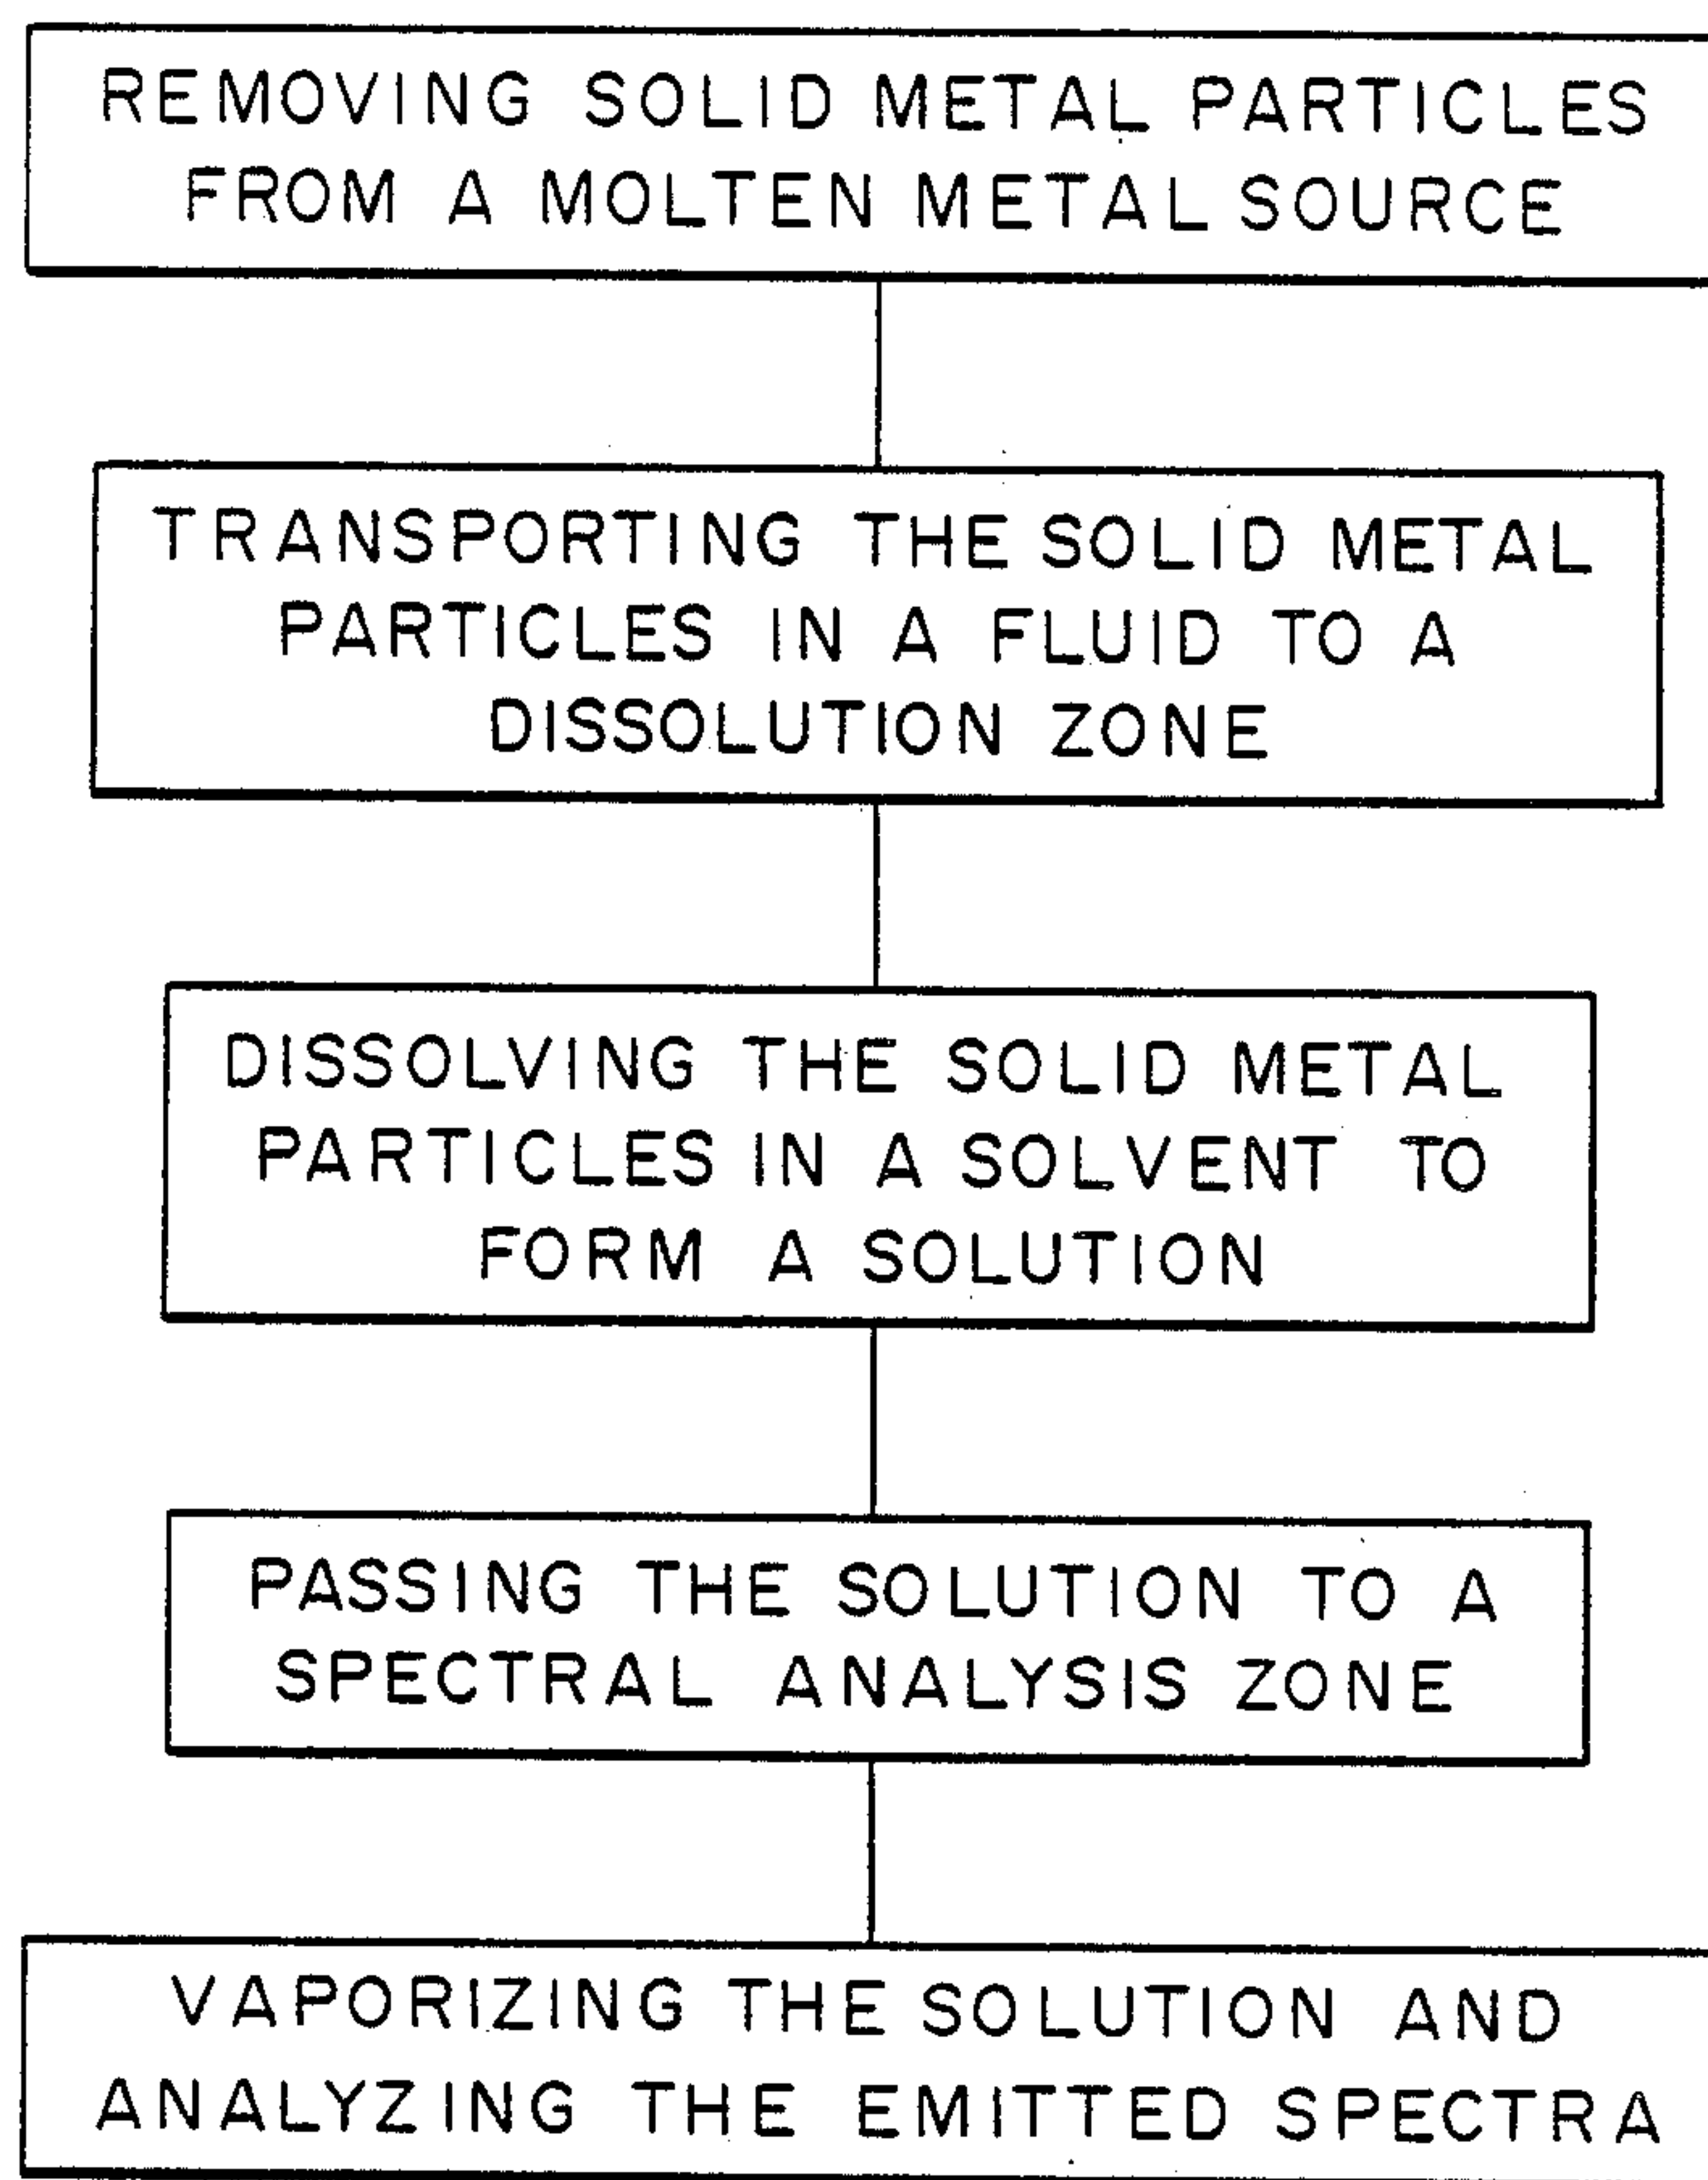 REMOVING SOLID METAL PARTICLES
FROM A MOLTEN METAL SOURCE
TRANSPORTING THE SOLID METAL
PARTICLES IN A FLUID TO A
DISSOLUTION ZONE
DISSOLVING THE SOLID METAL
PARTICLES IN A SOLVENT TO
FORM A SOLUTION
PASSING THE SOLUTION TO A
SPECTRAL ANALYSIS ZONE
VAPORIZING THE SOLUTION AND
ANALYZING THE EMITTED SPECTRA